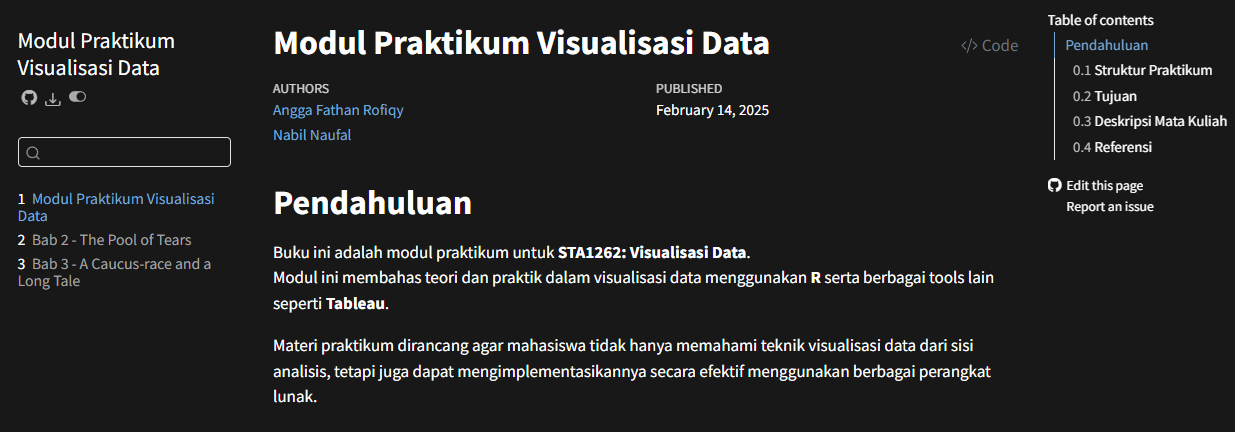 Modul Praktikum
Visualisasi Data
1 Modul Praktikum Visualisasi
Data
2 Bab 2 - The Pool of Tears
3 Bab 3 - A Caucus-race and a
Long Tale
Modul Praktikum Visualisasi Data
</> Code
AUTHORS
Angga Fathan Rofiqy
Nabil Naufal
PUBLISHED
February 14, 2025
Pendahuluan
Buku ini adalah modul praktikum untuk STA1262: Visualisasi Data.
Modul ini membahas teori dan praktik dalam visualisasi data menggunakan R serta berbagai tools lain
seperti Tableau.
Materi praktikum dirancang agar mahasiswa tidak hanya memahami teknik visualisasi data dari sisi
analisis, tetapi juga dapat mengimplementasikannya secara efektif menggunakan berbagai perangkat
lunak.
Table of contents
Pendahuluan
0.1 Struktur Praktikum
0.2 Tujuan
0.3 Deskripsi Mata Kuliah
0.4 Referensi
Edit this page
Report an issue